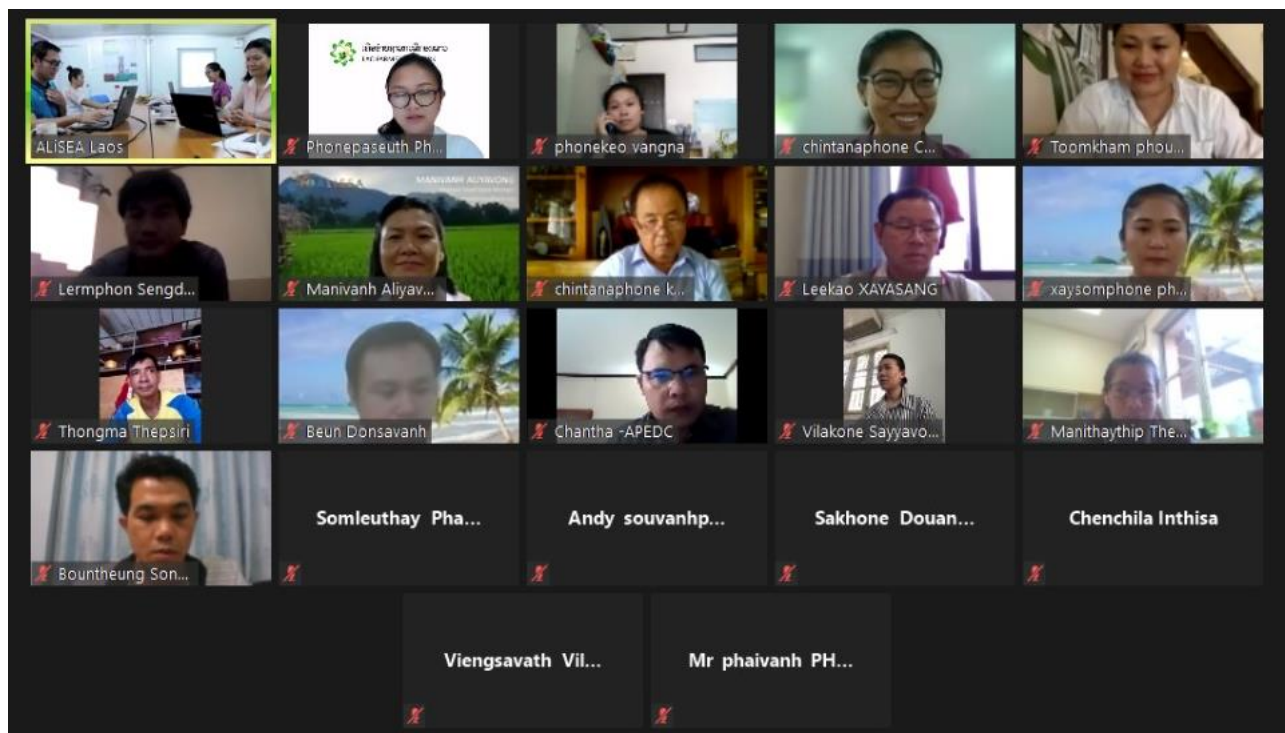 ALiSEA Laos
Phonepaseuth Ph...
phonekeo vangna
chintanaphone C...
Toomkham phou...
Lermphon Sengd...
MANIVANH ALIYAVONG
Manivanh Aliyav...
chintanaphone k...
Leekao XAYASANG
xaysomphone ph...
Thongma Thepsiri
Beun Donsavanh
Chantha -APEDC
Vilakone Sayyavo...
Manithaythip The...
Bountheung Son...
Somleuthay Pha...
Andy souvanhp...
Sakhone Douan...
Chenchila Inthisa
Viengsavath Vil...
Mr phaivanh PH...